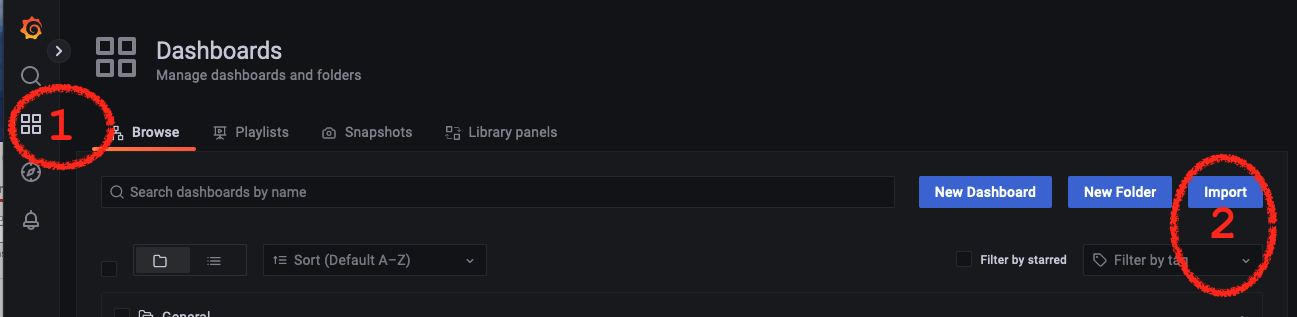 Dashboards
Manage dashboards and folders
1
Browse Playlists Snapshots Library panels
Search dashboards by name New Dashboard New Folder Import
2
Sort (Default A–Z) Filter by starred Filter by tag
General